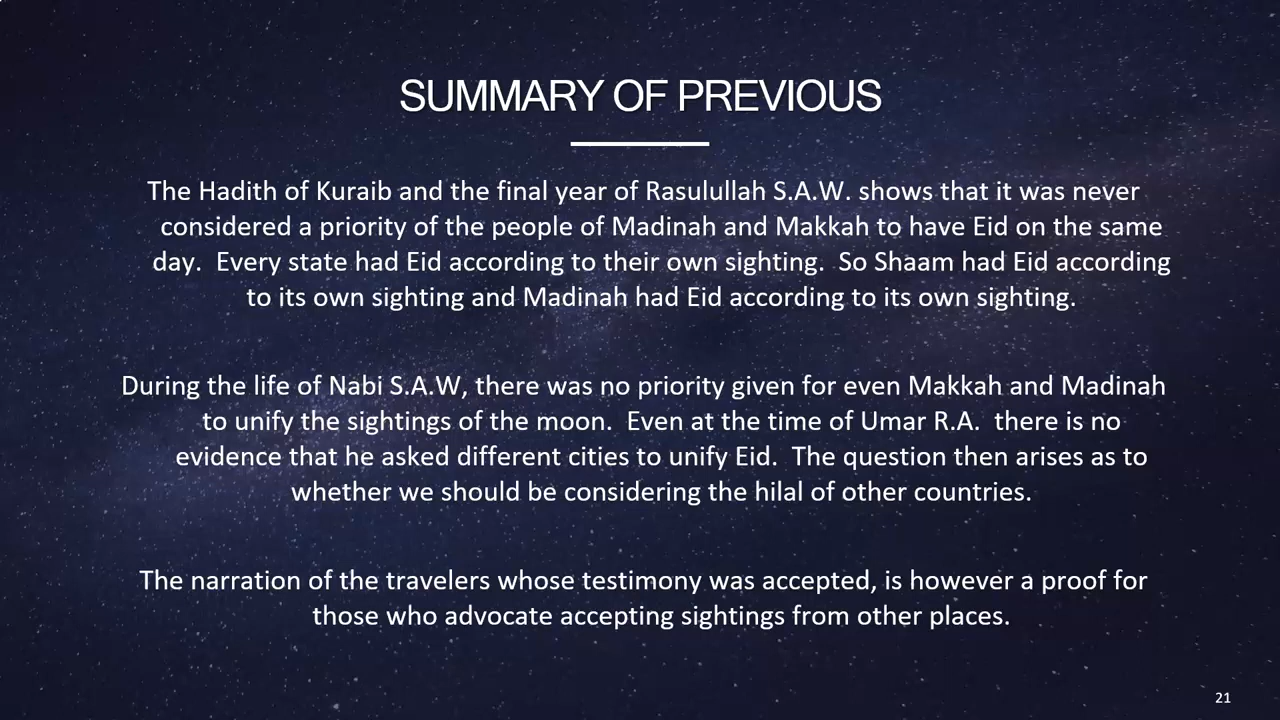 SUMMARY OF PREVIOUS
The Hadith of Kuraib and the final year of Rasulullah S.A.W. shows that it was never
considered a priority of the people of Madinah and Makkah to have Eid on the same
day.  Every state had Eid according to their own sighting.  So Shaam had Eid according
to its own sighting and Madinah had Eid according to its own sighting.
During the life of Nabi S.A.W, there was no priority given for even Makkah and Madinah
to unify the sightings of the moon.  Even at the time of Umar R.A.  there is no
evidence that he asked different cities to unify Eid.  The question then arises as to
whether we should be considering the hilal of other countries.
The narration of the travelers whose testimony was accepted, is however a proof for
those who advocate accepting sightings from other places.
21